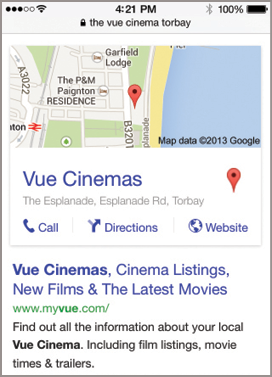 4:21 PM 100%
the vue cinema torbay
Garfield
Lodge
A3022
The P&M
Paignton
RESIDENCE
B3201
Esplanade
Map data ©2013 Google
Vue Cinemas
The Esplanade, Esplanade Rd, Torbay
Call Directions Website
Vue Cinemas, Cinema Listings,
New Films & The Latest Movies
www.myvue.com/
Find out all the information about your local
Vue Cinema. Including film listings, movie
times & trailers.